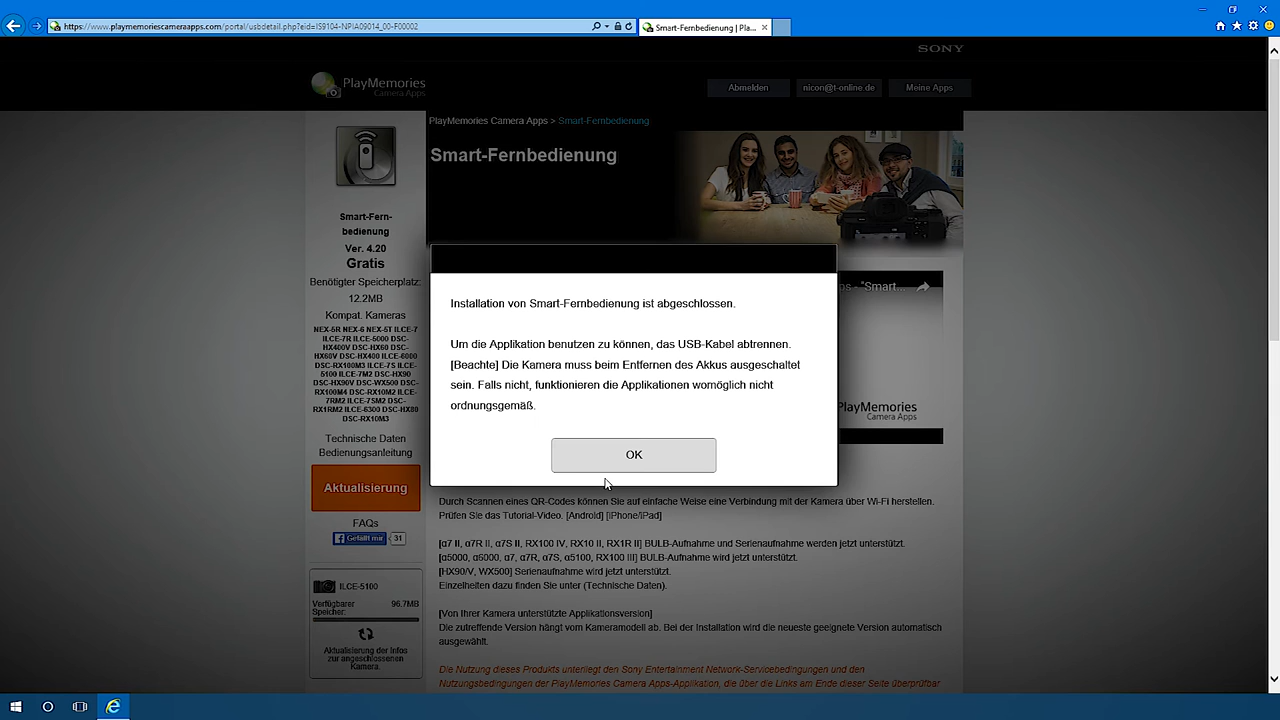 https://www.playmemoriescameraapps.com/portal/usbdetail.php?eid=IS9104-NPIA09014_00-F00002
Smart-Fernbedienung | Pla...
SONY
PlayMemories
Camera Apps
Abmelden
nicon@t-online.de
Meine Apps
PlayMemories Camera Apps > Smart-Fernbedienung
Smart-Fernbedienung
Smart-Fern-
bedienung
Ver. 4.20
Gratis
Benötigter Speicherplatz:
12.2MB
Kompat. Kameras
NEX-5R NEX-6 NEX-5T ILCE-
7 ILCE-7R ILCE-5000 DSC-
HX400V DSC-HX60 DSC-
HX60V DSC-HX400 ILCE-6000
DSC-RX100M3 ILCE-7S ILCE-
5100 ILCE-7M2 DSC-HX90
DSC-HX90V DSC-WX500 DSC-
RX100M4 DSC-RX10M2 ILCE-
7RM2 ILCE-7SM2 DSC-
RX1RM2 ILCE-6300 DSC-HX80
DSC-RX10M3
Technische Daten
Bedienungsanleitung
Aktualisierung
FAQs
Gefällt mir 31
ILCE-5100
Verfügbarer 96.7MB
Speicher:
Aktualisierung der Infos
zur angeschlossenen
Kamera.
Installation von Smart-Fernbedienung ist abgeschlossen.
Um die Applikation benutzen zu können, das USB-Kabel abtrennen.
[Beachte] Die Kamera muss beim Entfernen des Akkus ausgeschaltet
sein. Falls nicht, funktionieren die Applikationen womöglich nicht
ordnungsgemäß.
OK
ps - "Smart...
PlayMemories
Camera Apps
Durch Scannen eines QR-Codes können Sie auf einfache Weise eine Verbindung mit der Kamera über Wi-Fi herstellen.
Prüfen Sie das Tutorial-Video. [Android] [iPhone/iPad]
[α7 II, α7R II, α7S II, RX100 IV, RX10 II, RX1R II] BULB-Aufnahme und Serienaufnahme werden jetzt unterstützt.
[α5000, α6000, α7, α7R, α7S, α5100, RX100 III] BULB-Aufnahme wird jetzt unterstützt.
[HX90/V, WX500] Serienaufnahme wird jetzt unterstützt.
Einzelheiten dazu finden Sie unter (Technische Daten).
[Von Ihrer Kamera unterstützte Applikationsversion]
Die zutreffende Version hängt vom Kameramodell ab. Bei der Installation wird die neueste geeignete Version automatisch
ausgewählt.
Die Nutzung dieses Produkts unterliegt den Sony Entertainment Network-Servicebedingungen und den
Nutzungsbedingungen der PlayMemories Camera Apps-Applikation, die über die Links am Ende dieser Seite überprüfbar